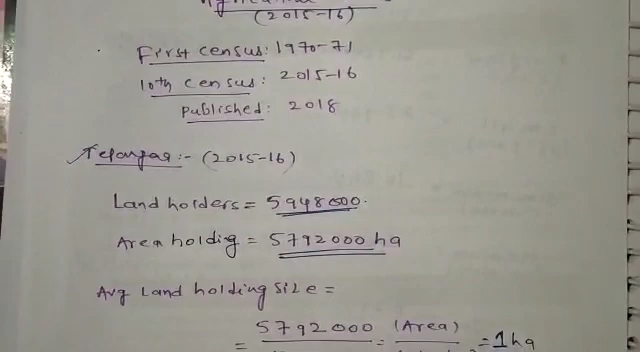 (2015-16)
First census: 1970-71
10th census: 2015-16
Published: 2018
(2015-16)
Land holders = 5948000.
Area holding = 5792000 ha
Avg Land holding size =
= 5792000 = (Area) = 1 ha